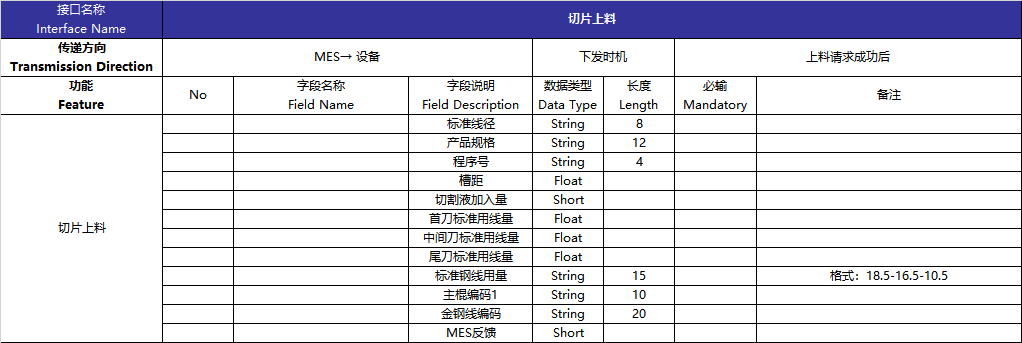 接口名称
Interface Name
切片上料
传递方向
Transmission Direction
MES→ 设备
下发时机
上料请求成功后
功能
Feature
No
字段名称
Field Name
字段说明
Field Description
数据类型
Data Type
长度
Length
必输
Mandatory
备注
切片上料
标准线径 String 8
产品规格 String 12
程序号 String 4
槽距 Float
切割液加入量 Short
首刀标准用线量 Float
中间刀标准用线量 Float
尾刀标准用线量 Float
标准钢线用量 String 15 格式：18.5-16.5-10.5
主棍编码1 String 10
金钢线编码 String 20
MES反馈 Short